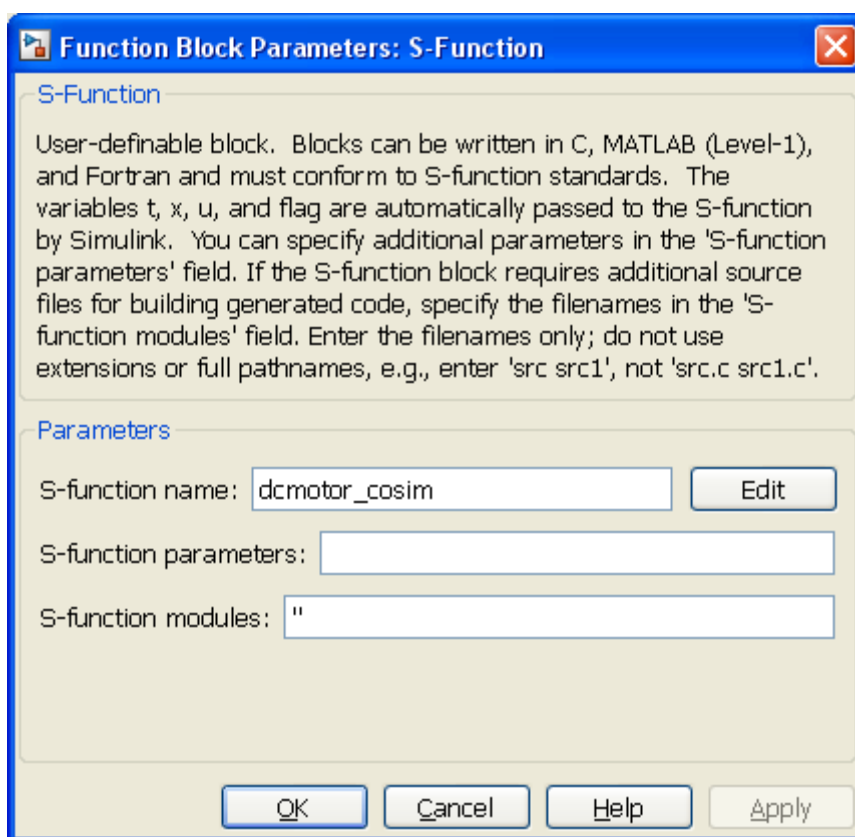 Function Block Parameters: S-Function
S-Function
User-definable block.  Blocks can be written in C, MATLAB (Level-1),
and Fortran and must conform to S-function standards.  The
variables t, x, u, and flag are automatically passed to the S-function
by Simulink.  You can specify additional parameters in the 'S-function
parameters' field. If the S-function block requires additional source
files for building generated code, specify the filenames in the 'S-
function modules' field. Enter the filenames only; do not use
extensions or full pathnames, e.g., enter 'src src1', not 'src.c src1.c'.
Parameters
S-function name: dcmotor_cosim Edit
S-function parameters:
S-function modules: ''
OK Cancel Help Apply